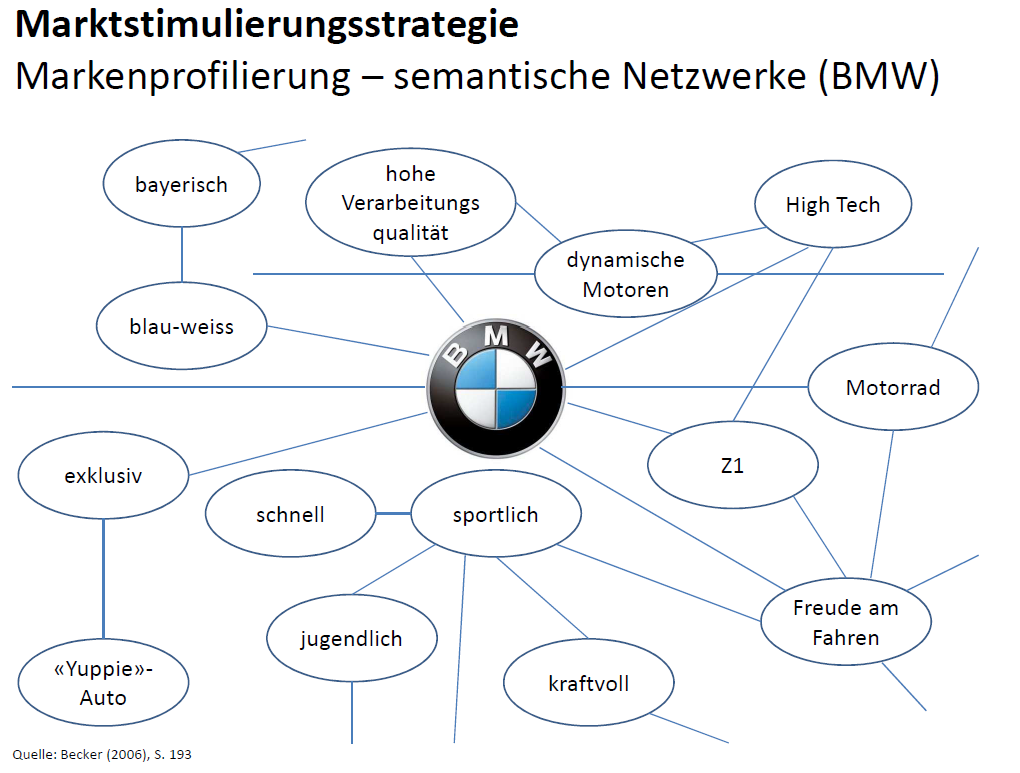 Marktstimulierungsstrategie
Markenprofilierung – semantische Netzwerke (BMW)
bayerisch
hohe
Verarbeitungs
qualität
High Tech
dynamische
Motoren
blau-weiss
BMW
Motorrad
exklusiv
Z1
schnell
sportlich
Freude am
Fahren
jugendlich
«Yuppie»-
Auto
kraftvoll
Quelle: Becker (2006), S. 193